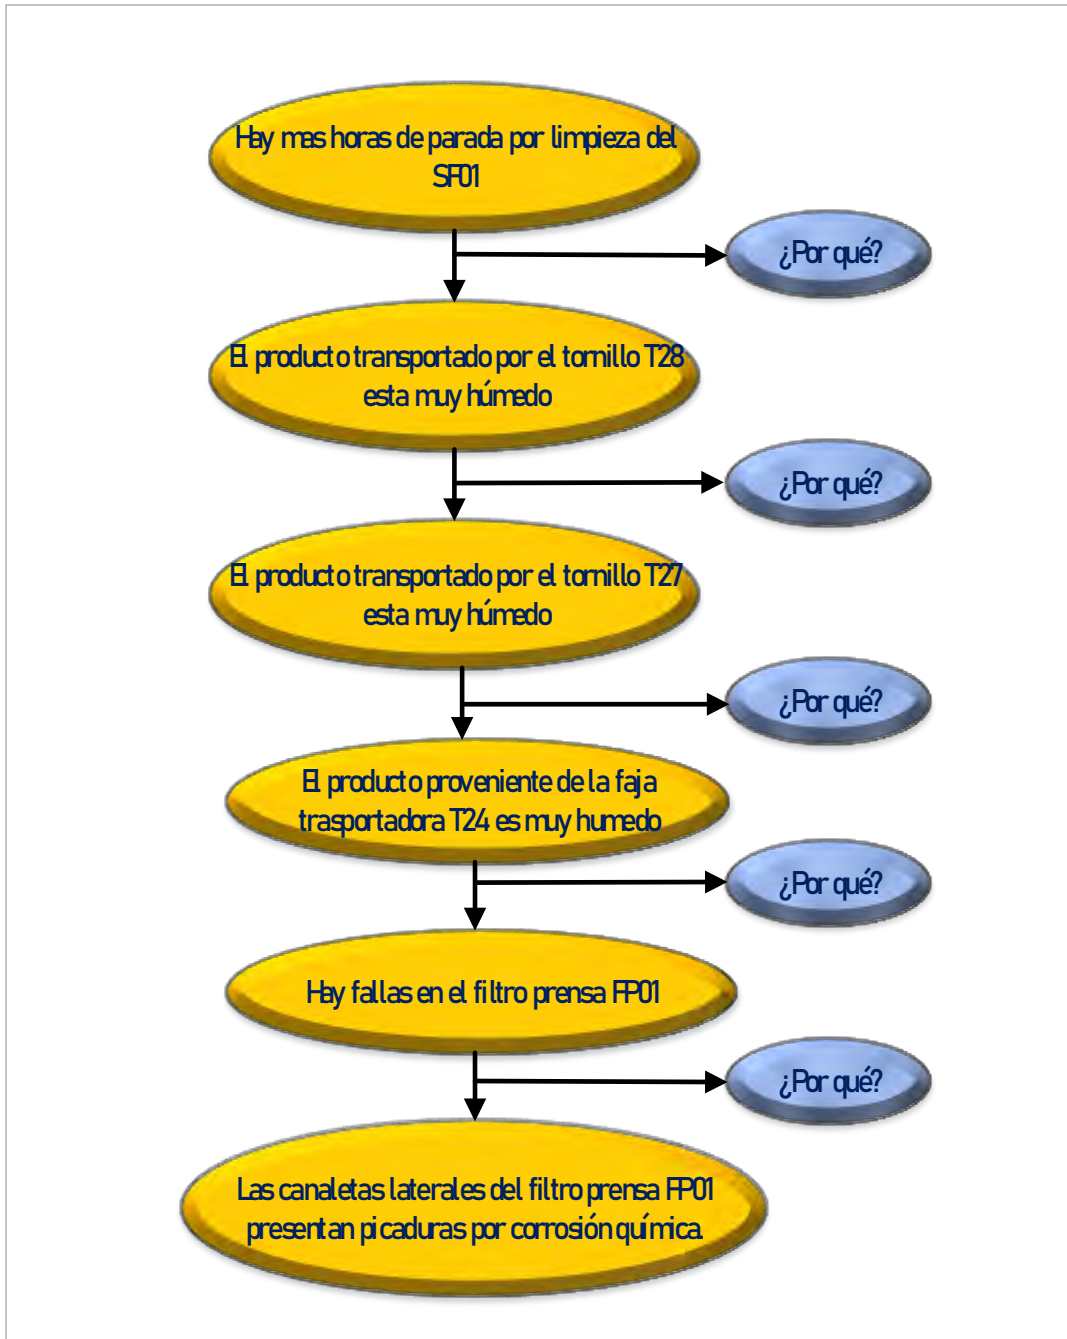 Hay mas horas de parada por limpieza del
SF01
¿Por qué?
El producto transportado por el tornillo T28
esta muy húmedo
¿Por qué?
El producto transportado por el tornillo T27
esta muy húmedo
¿Por qué?
El producto proveniente de la faja
trasportadora T24 es muy humedo
¿Por qué?
Hay fallas en el filtro prensa FP01
¿Por qué?
Las canaletas laterales del filtro prensa FP01
presentan picaduras por corrosión química.